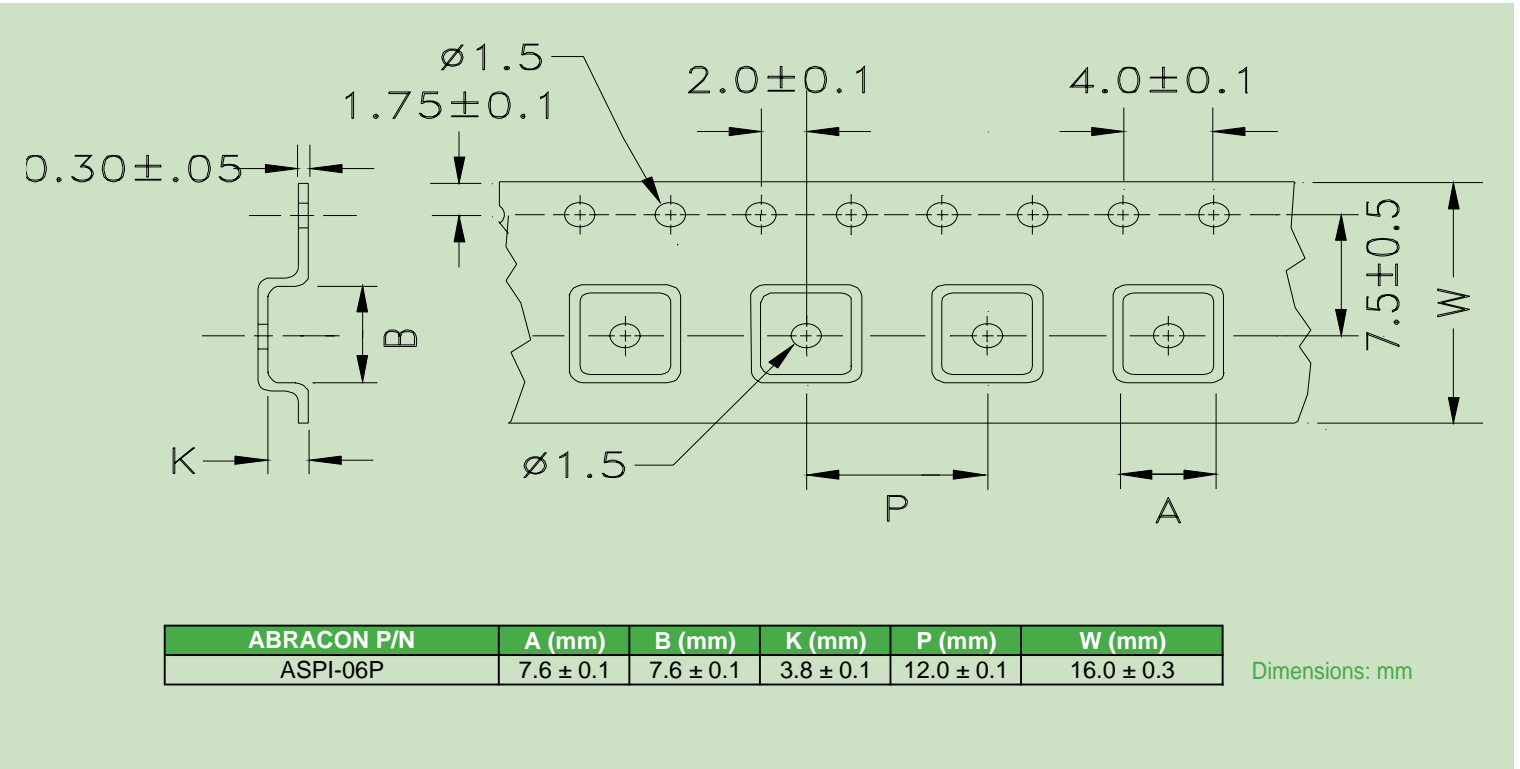 ø1.5
2.0±0.1
4.0±0.1
1.75±0.1
0.30±.05
7.5±0.5
W
B
K
ø1.5
P
A
ABRACON P/N A (mm) B (mm) K (mm) P (mm) W (mm)
ASPI-06P 7.6 ± 0.1 7.6 ± 0.1 3.8 ± 0.1 12.0 ± 0.1 16.0 ± 0.3
Dimensions: mm